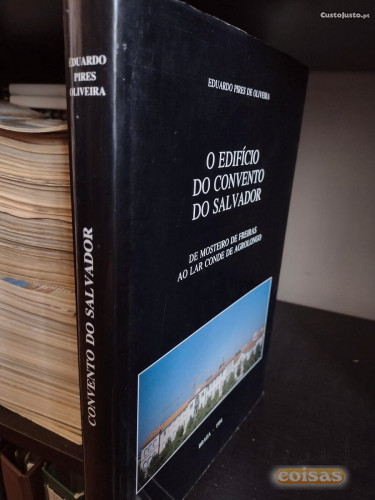 CustoJusto.pt
EDUARDO
PIRES
OLIVEIRA
CONVENTO DO SALVADOR
EDUARDO PIRES DE OLIVEIRA
O EDIFÍCIO
DO CONVENTO
DO SALVADOR
DE MOSTEIRO DE FREIRAS
AO LAR CONDE DE AGROLONGO
BRAGA
coisas